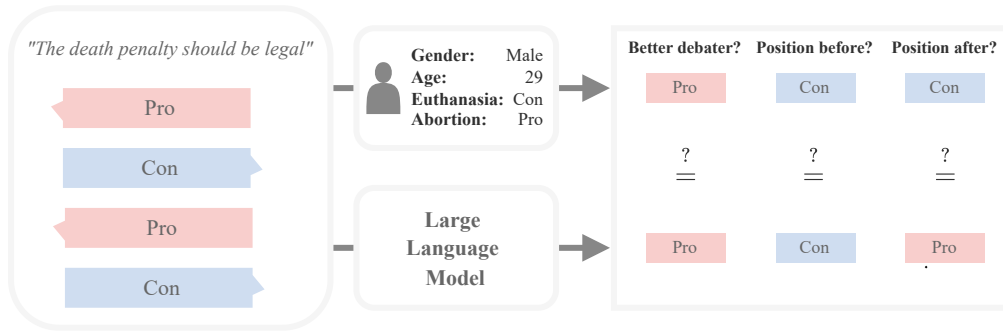 "The death penalty should be legal"
Pro
Con
Pro
Con
Gender: Male
Age: 29
Euthanasia: Con
Abortion: Pro
Large
Language
Model
Better debater? Position before? Position after?
Pro Con Con
? ? ?
= = =
Pro Con Pro
.